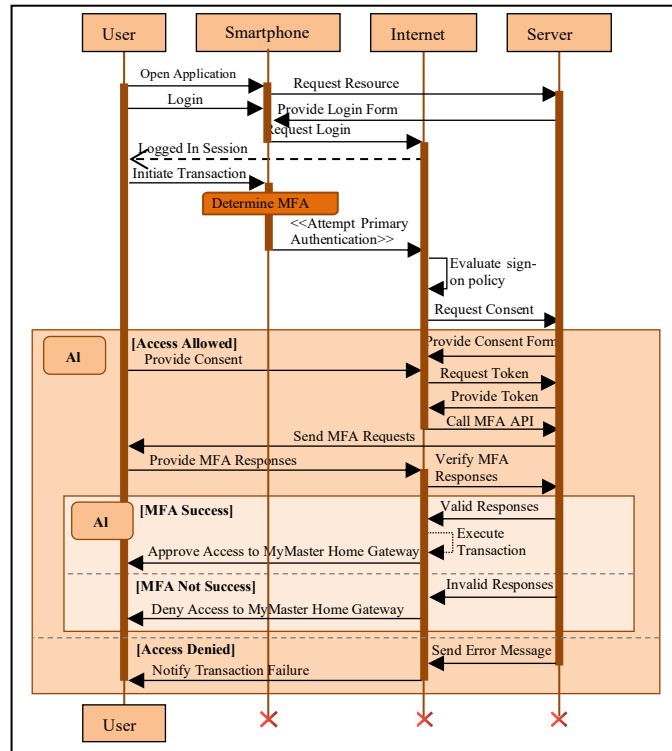 User
Smartphone
Internet
Server
Open Application
Request Resource
Login
Provide Login Form
Request Login
Logged In Session
Initiate Transaction
Determine MFA
<<Attempt Primary
Authentication>>
Evaluate sign-
on policy
Request Consent
Al
[Access Allowed]
Provide Consent Form
Provide Consent
Request Token
Provide Token
Call MFA API
Send MFA Requests
Provide MFA Responses
Verify MFA
Responses
Al
[MFA Success]
Valid Responses
Execute
Transaction
Approve Access to MyMaster Home Gateway
[MFA Not Success]
Invalid Responses
Deny Access to MyMaster Home Gateway
[Access Denied]
Send Error Message
Notify Transaction Failure
User